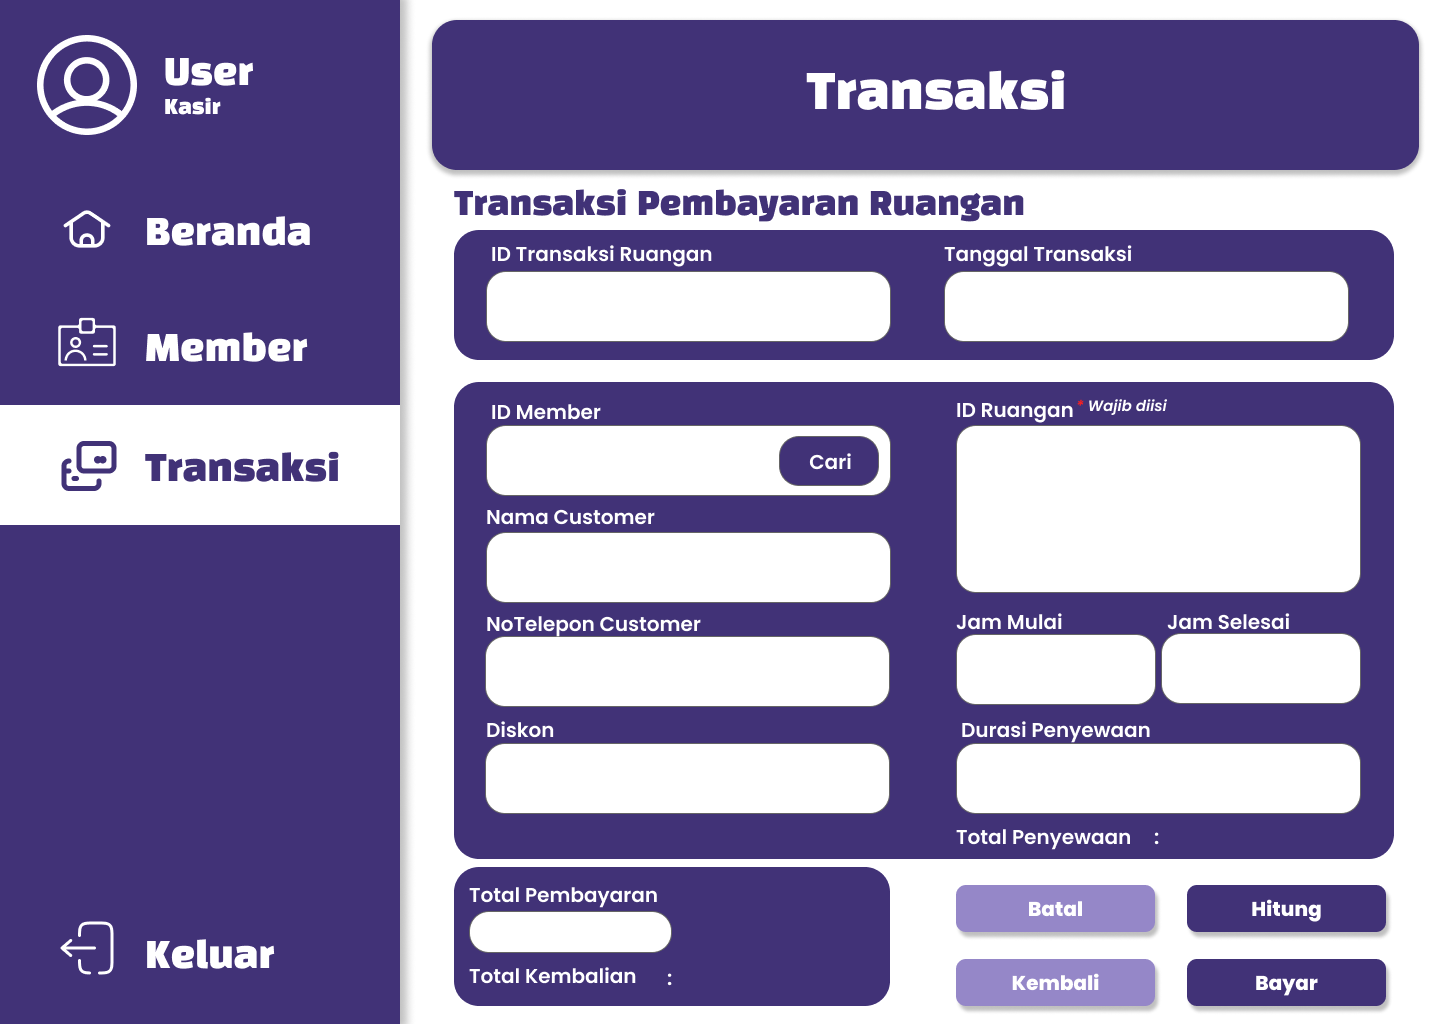 User
Kasir
Beranda
Member
Transaksi
Keluar
Transaksi
Transaksi Pembayaran Ruangan
ID Transaksi Ruangan
Tanggal Transaksi
ID Member
Cari
Nama Customer
NoTelepon Customer
Diskon
ID Ruangan * Wajib diisi
Jam Mulai
Jam Selesai
Durasi Penyewaan
Total Penyewaan :
Total Pembayaran
Total Kembalian :
Batal
Hitung
Kembali
Bayar